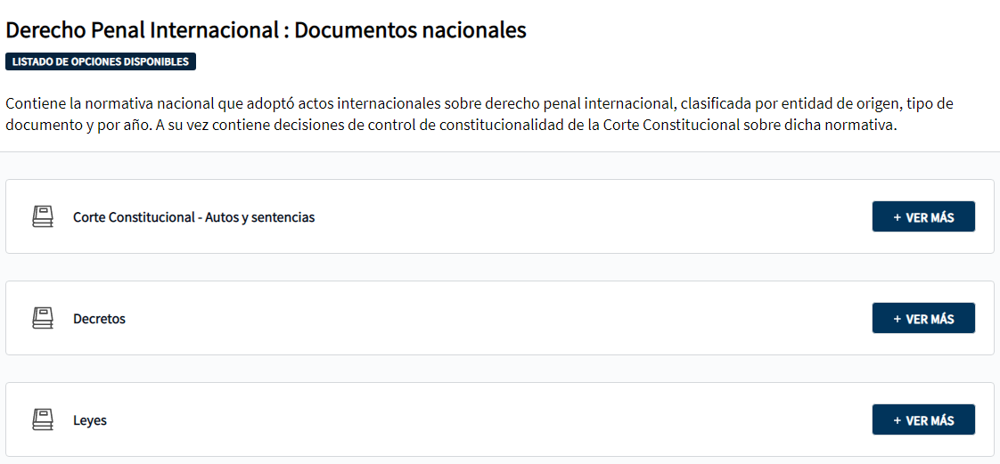 Derecho Penal Internacional : Documentos nacionales
LISTADO DE OPCIONES DISPONIBLES
Contiene la normativa nacional que adoptó actos internacionales sobre derecho penal internacional, clasificada por entidad de origen, tipo de
documento y por año. A su vez contiene decisiones de control de constitucionalidad de la Corte Constitucional sobre dicha normativa.
Corte Constitucional - Autos y sentencias
+ VER MÁS
Decretos
+ VER MÁS
Leyes
+ VER MÁS